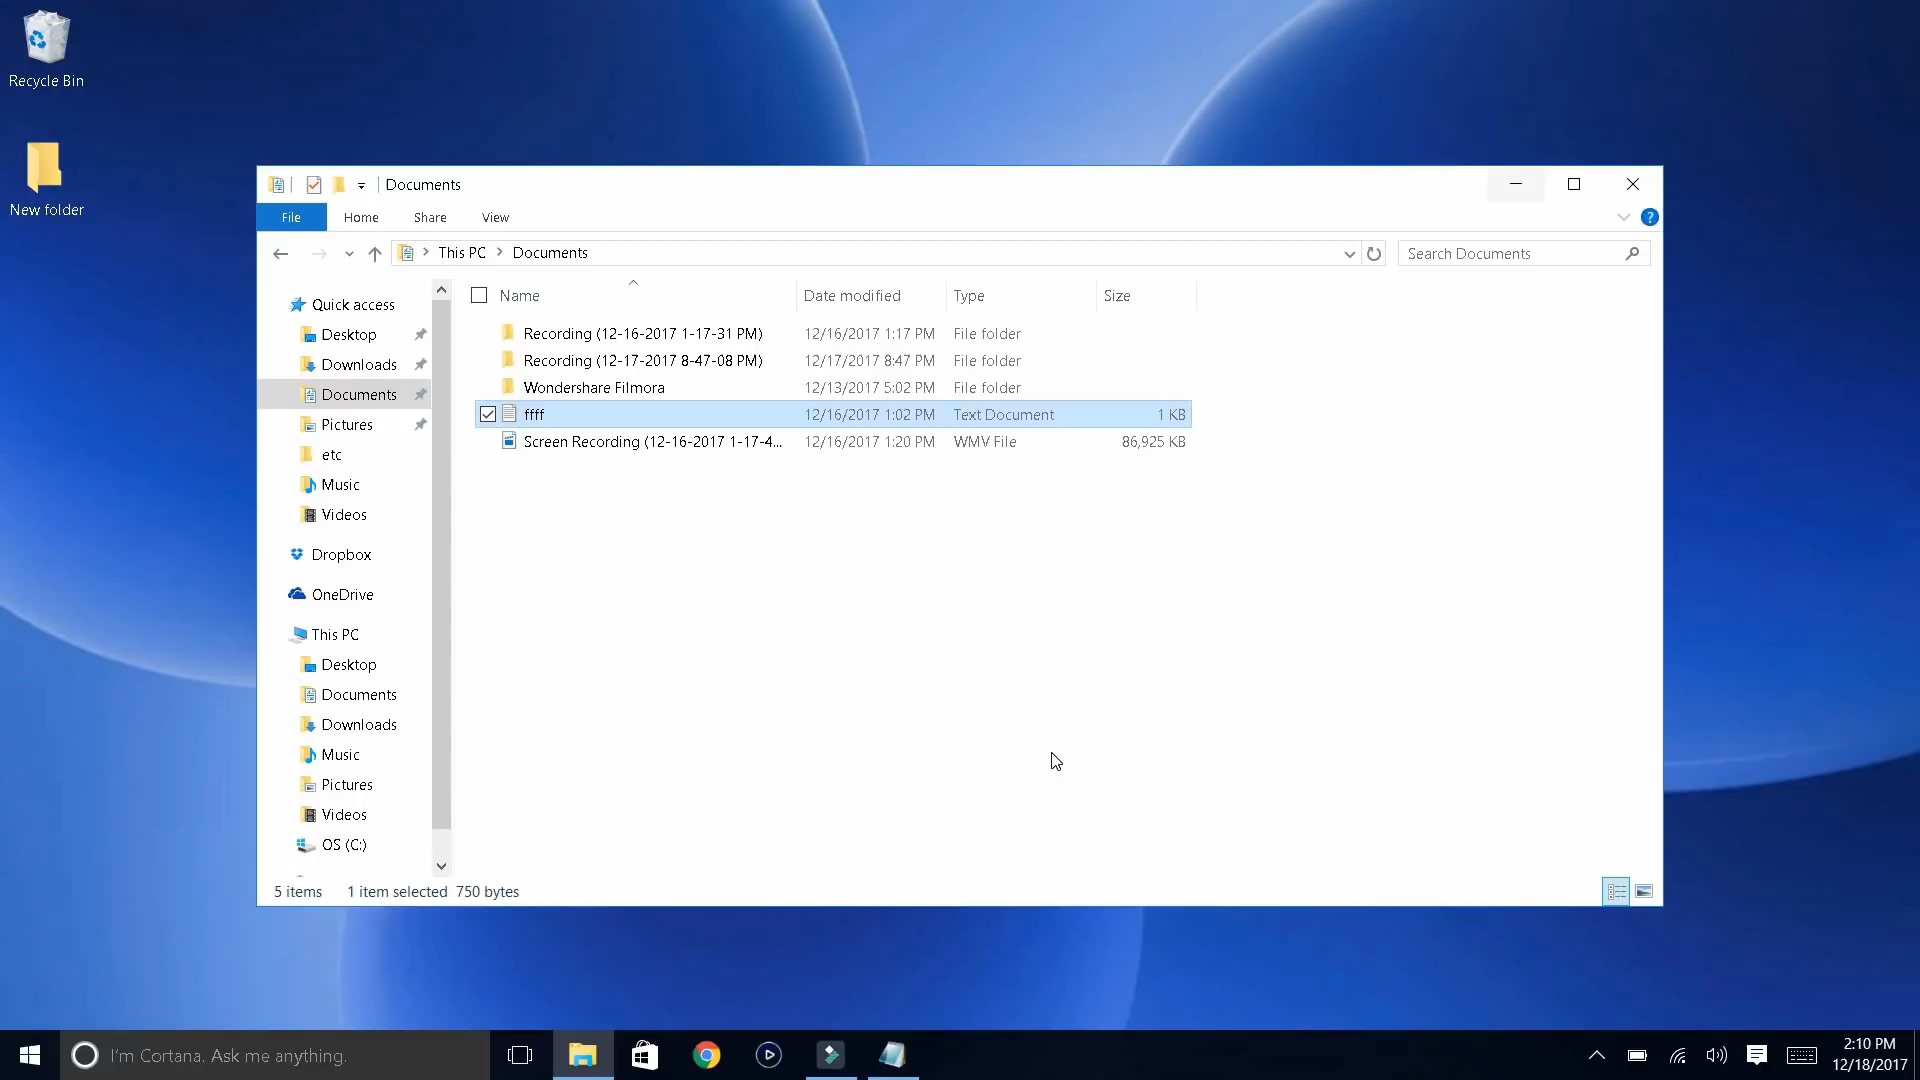 Recycle Bin
New folder
Documents
File Home Share View
This PC Documents
Search Documents
Quick access
Desktop
Downloads
Documents
Pictures
etc
Music
Videos
Dropbox
OneDrive
This PC
Desktop
Documents
Downloads
Music
Pictures
Videos
OS (C:)
Name Date modified Type Size
Recording (12-16-2017 1-17-31 PM) 12/16/2017 1:17 PM File folder
Recording (12-17-2017 8-47-08 PM) 12/17/2017 8:47 PM File folder
Wondershare Filmora 12/13/2017 5:02 PM File folder
ffff 12/16/2017 1:02 PM Text Document 1 KB
Screen Recording (12-16-2017 1-17-4... 12/16/2017 1:20 PM WMV File 86,925 KB
5 items 1 item selected 750 bytes
I'm Cortana. Ask me anything.
2:10 PM
12/18/2017